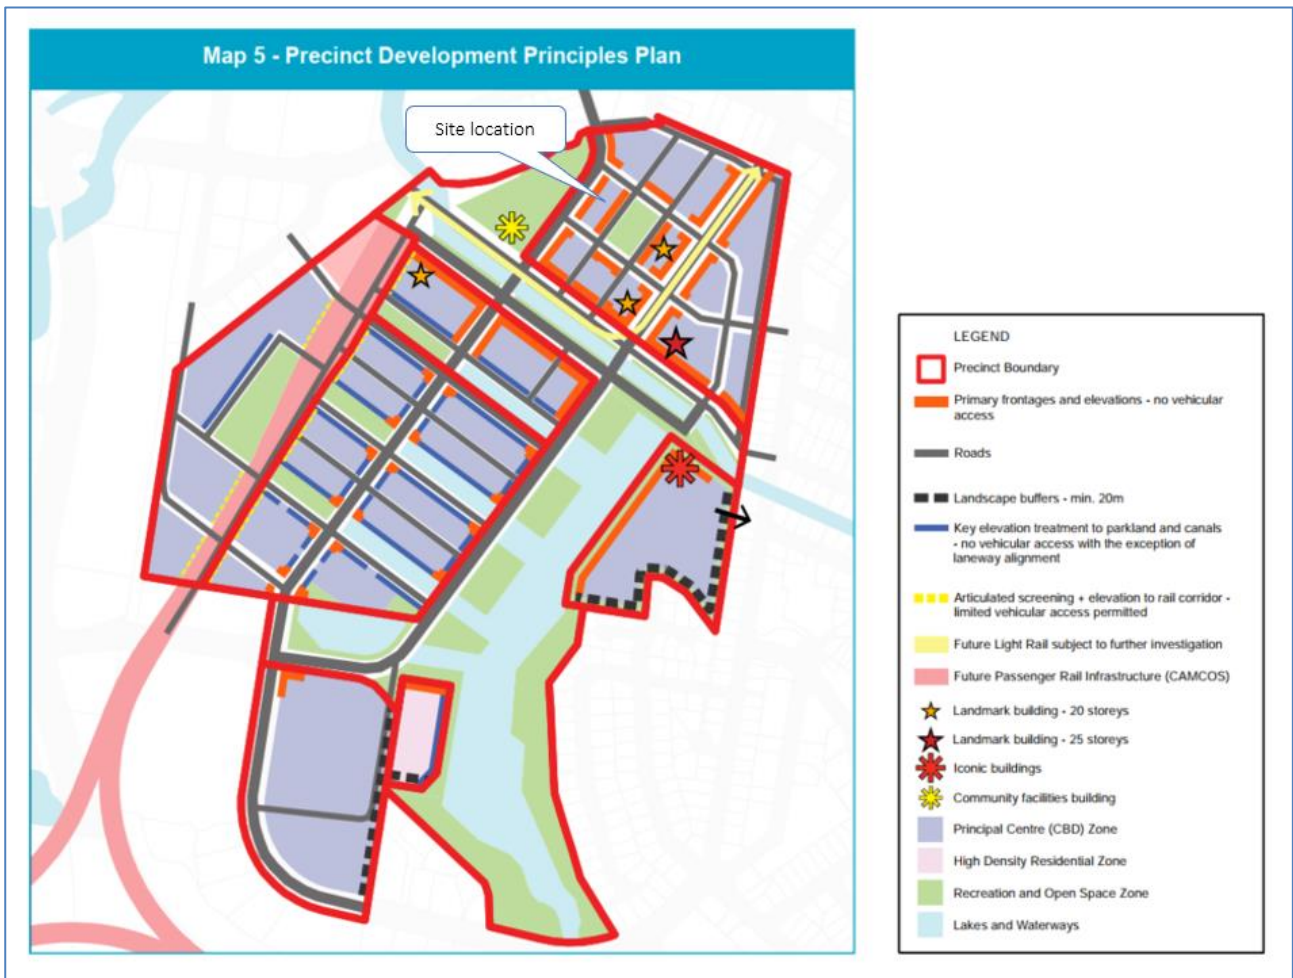 Map 5 - Precinct Development Principles Plan
Site location
LEGEND
Precinct Boundary
Primary frontages and elevations - no vehicular
access
Roads
Landscape buffers - min. 20m
Key elevation treatment to parkland and canals
- no vehicular access with the exception of
laneway alignment
Articulated screening + elevation to rail corridor -
limited vehicular access permitted
Future Light Rail subject to further investigation
Future Passenger Rail Infrastructure (CAMCOS)
Landmark building - 20 storeys
Landmark building - 25 storeys
Iconic buildings
Community facilities building
Principal Centre (CBD) Zone
High Density Residential Zone
Recreation and Open Space Zone
Lakes and Waterways